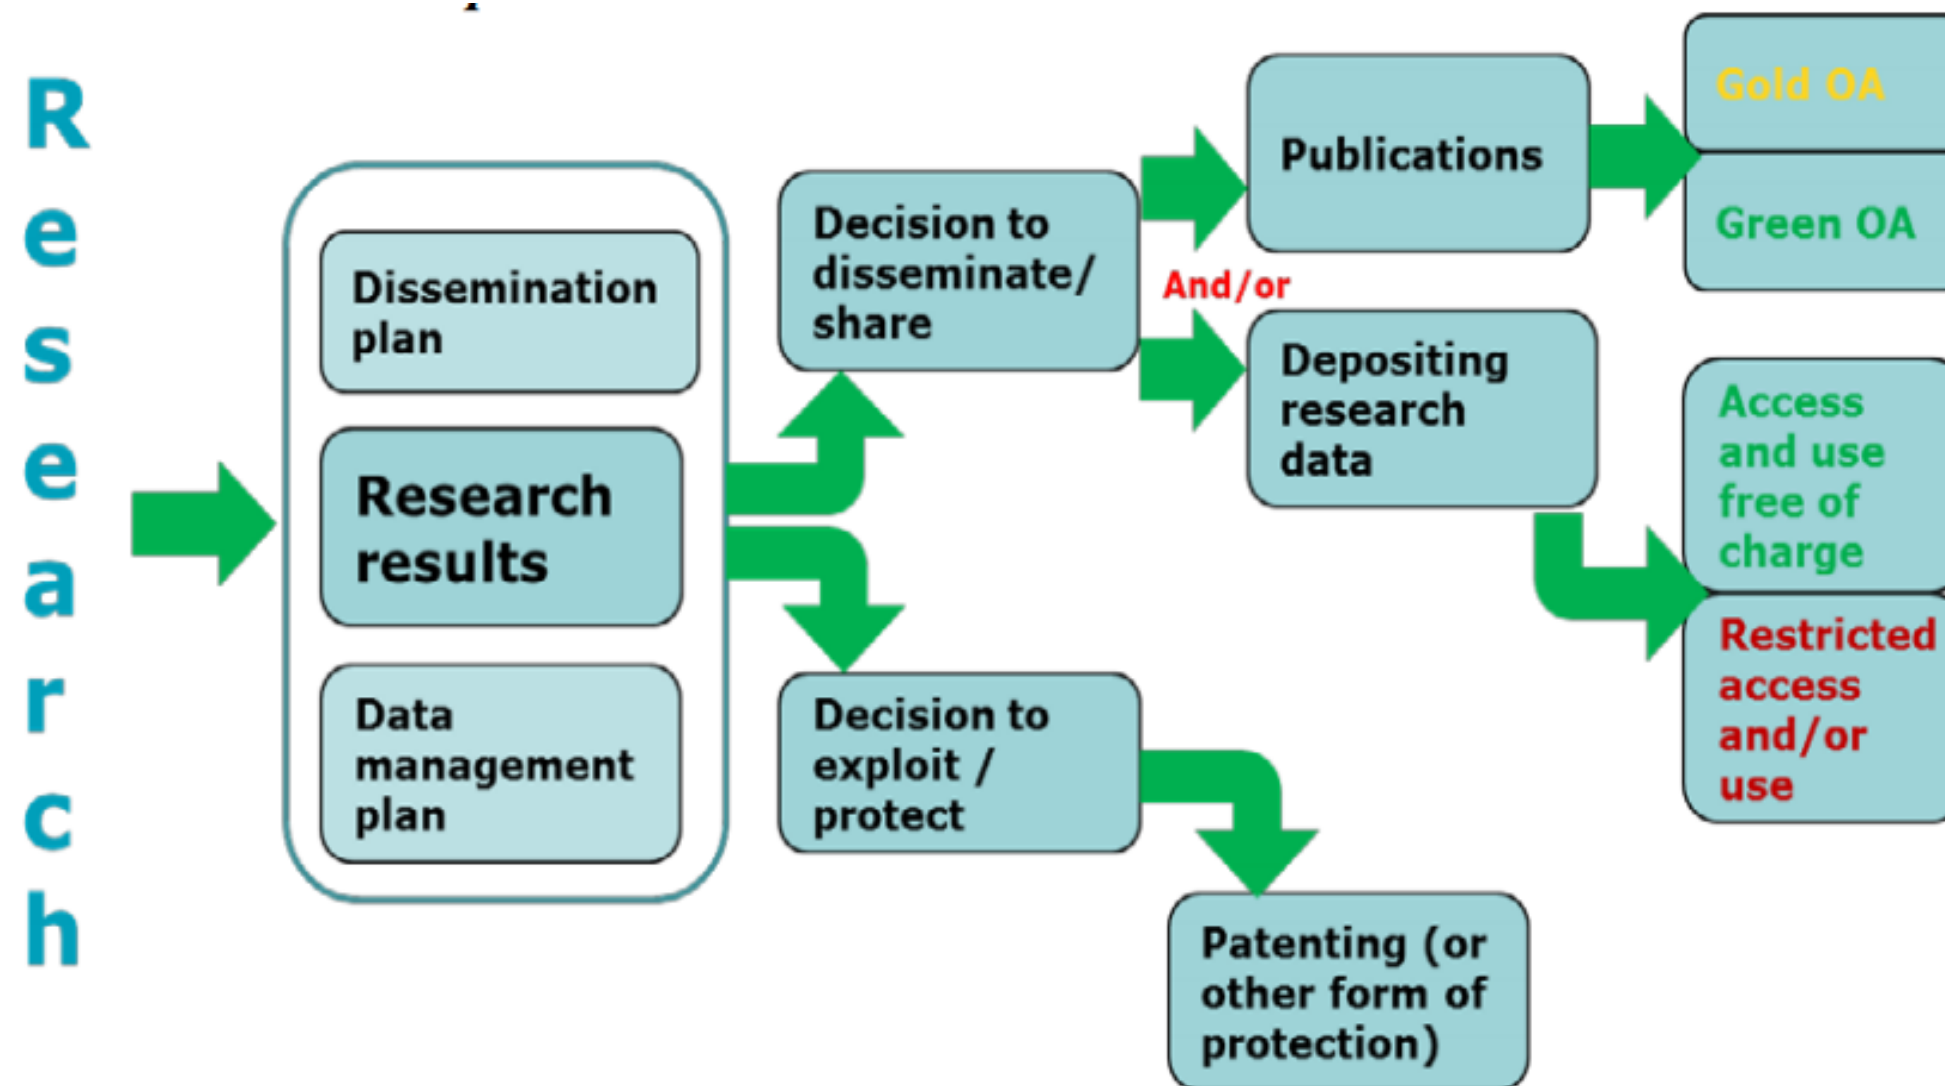 Research
Dissemination
plan
Research
results
Data
management
plan
Decision to
disseminate/
share
Decision to
exploit /
protect
And/or
Publications
Depositing
research
data
Patenting (or
other form of
protection)
Gold OA
Green OA
Access
and use
free of
charge
Restricted
access
and/or
use